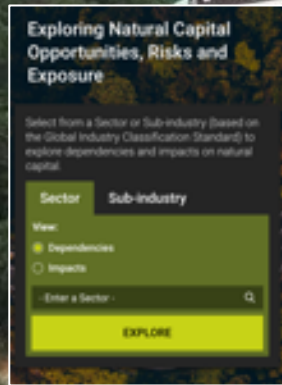 Exploring Natural Capital
Opportunities, Risks and
Exposure
Select from a Sector or Sub-industry (based on
the Global Industry Classification Standard) to
explore dependencies and impacts on natural
capital.
Sector Sub-industry
View:
Dependencies
Impacts
- Enter a Sector -
EXPLORE